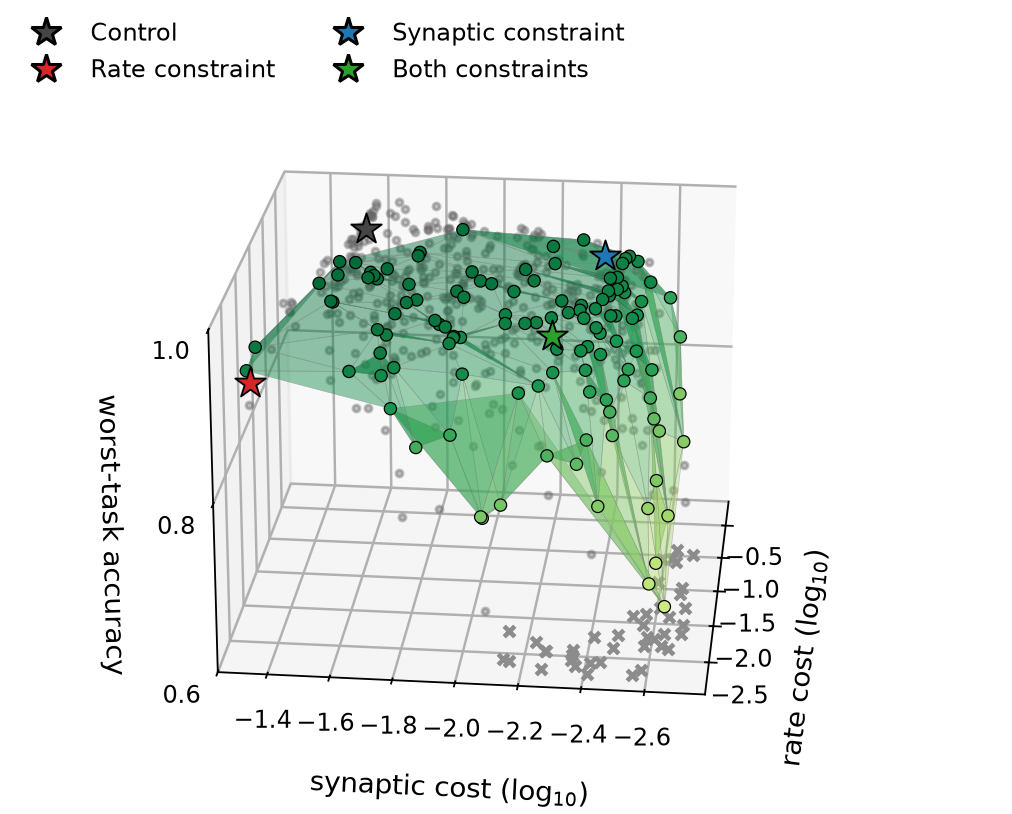 Control
Rate constraint
Synaptic constraint
Both constraints
1.0
0.8
0.6
worst-task accuracy
−1.4 −1.6 −1.8 −2.0 −2.2 −2.4 −2.6
synaptic cost (log₁₀)
−0.5
−1.0
−1.5
−2.0
−2.5
rate cost (log₁₀)